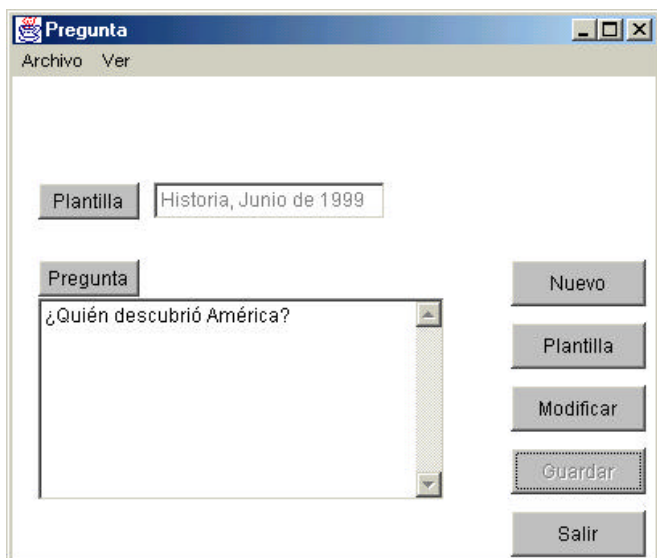 Pregunta
Archivo Ver
Plantilla Historia, Junio de 1999
Pregunta
¿Quién descubrió América?
Nuevo
Plantilla
Modificar
Guardar
Salir